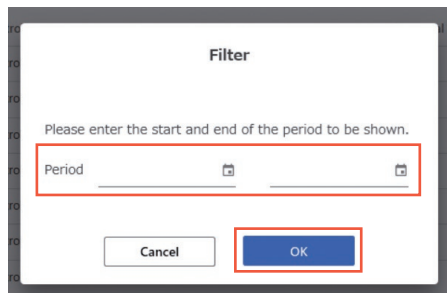 Filter
Please enter the start and end of the period to be shown.
Period
Cancel OK